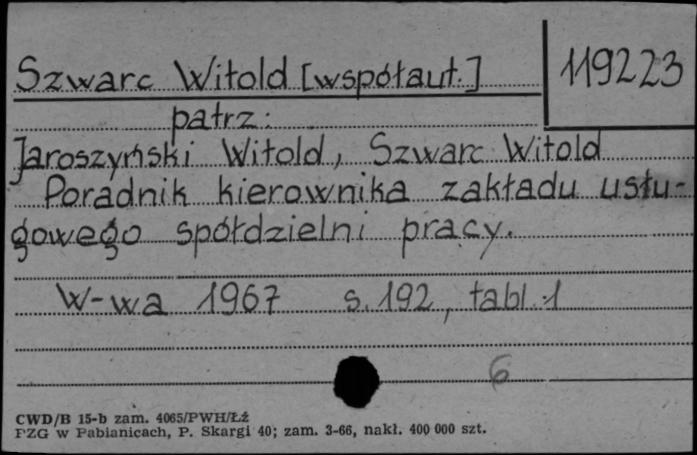 Szwarc Witold [współaut.] 119223
patrz:
Jaroszyński Witold, Szwarc Witold
Poradnik kierownika zakładu usłu-
gowego spółdzielni pracy.
W-wa 1967 s. 192, tabl. 1
6
CWD/B 15-b zam. 4065/PWH/Łź
PZG w Pabianicach, P. Skargi 40; zam. 3-66, nakł. 400 000 szt.